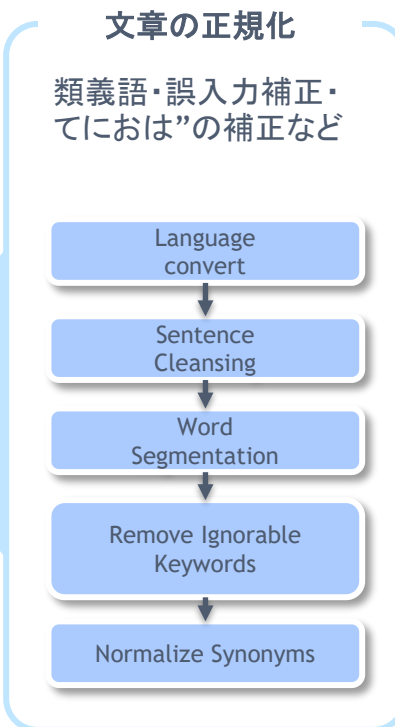 文章の正規化
類義語・誤入力補正・
てにおは”の補正など
Language
convert
Sentence
Cleansing
Word
Segmentation
Remove Ignorable
Keywords
Normalize Synonyms